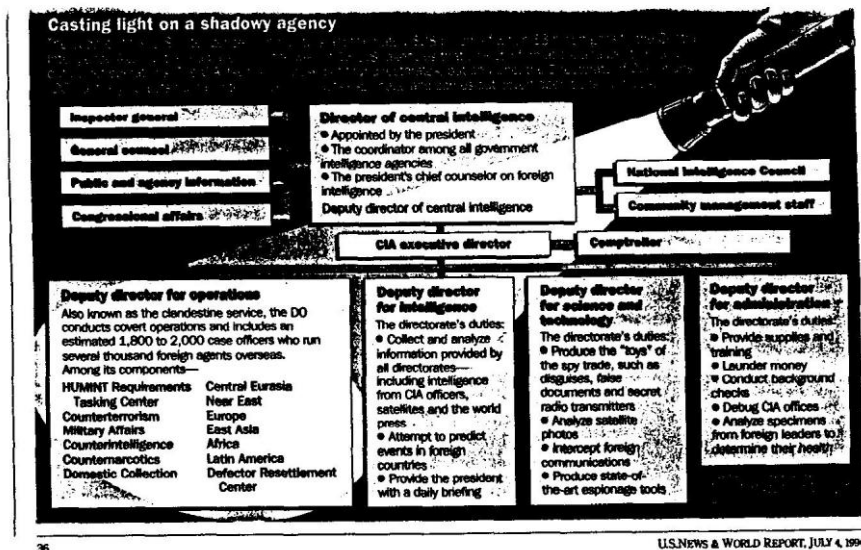 Casting light on a shadowy agency
Inspector general
General counsel
Public and agency information
Congressional affairs
Director of central intelligence
• Appointed by the president
• The coordinator among all government
intelligence agencies
• The president's chief counselor on foreign
intelligence
Deputy director of central intelligence
National Intelligence Council
Community management staff
CIA executive director
Comptroller
Deputy director for operations
Also known as the clandestine service, the DO
conducts covert operations and includes an
estimated 1,800 to 2,000 case officers who run
several thousand foreign agents overseas.
Among its components—
HUMINT Requirements
Tasking Center
Counterterrorism
Military Affairs
Counterintelligence
Counternarcotics
Domestic Collection
Central Eurasia
Near East
Europe
East Asia
Africa
Latin America
Defector Resettlement
Center
Deputy director
for intelligence
The directorate's duties:
• Collect and analyze
information provided by
all directorates—
including intelligence
from CIA officers,
satellites and the world
press
• Attempt to predict
events in foreign
countries
• Provide the president
with a daily briefing
Deputy director
for science and
technology
The directorate's duties:
• Produce the "toys" of
the spy trade, such as
disguises, false
documents and secret
radio transmitters
• Analyze satellite
photos
• Intercept foreign
communications
• Produce state-of-
the-art espionage tools
Deputy director
for administration
The directorate's duties:
• Provide supplies and
training
• Launder money
• Conduct background
checks
• Debug CIA offices
• Analyze specimens
from foreign leaders to
determine their health
36
U.S.NEWS & WORLD REPORT, JULY 4,